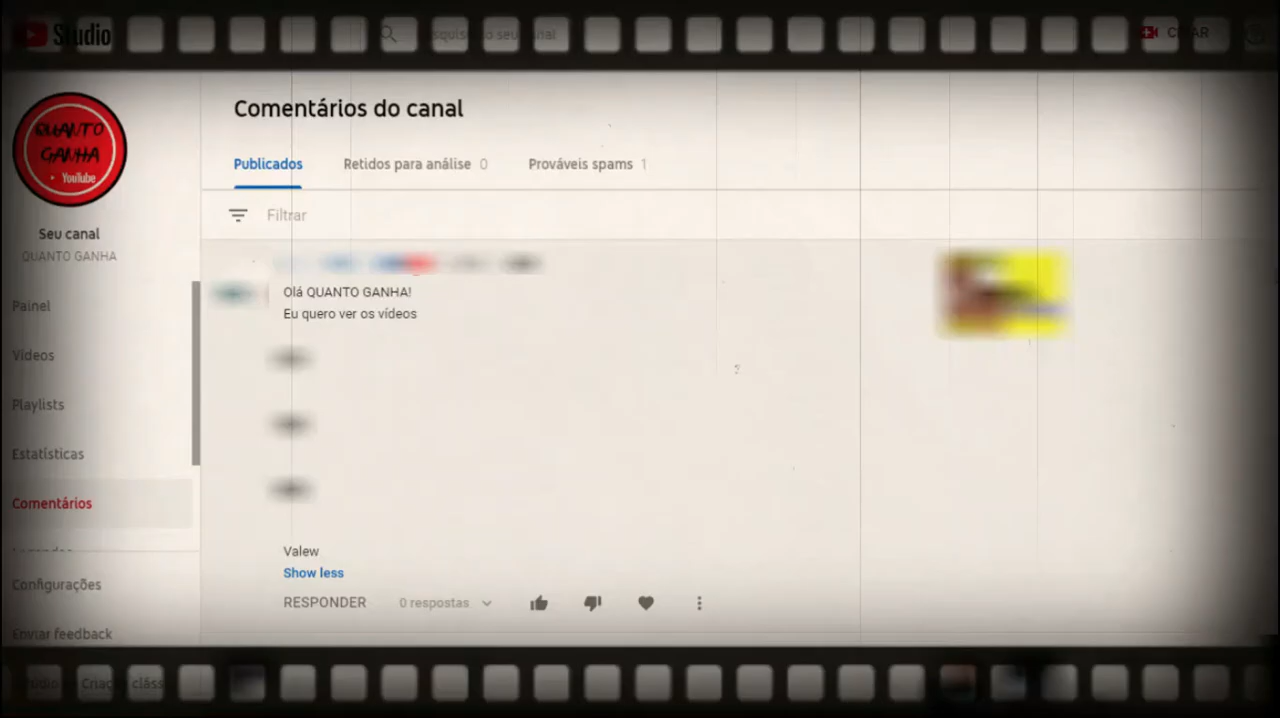 Studio
Comentários do canal
QUANTO
GANHA
YouTube
Publicados
Retidos para análise 0
Prováveis spams 1
Filtrar
Seu canal
QUANTO GANHA
Olá QUANTO GANHA!
Eu quero ver os vídeos
Painel
Vídeos
Playlists
Estatísticas
Comentários
Valew
Show less
Configurações
RESPONDER
0 respostas
Enviar feedback